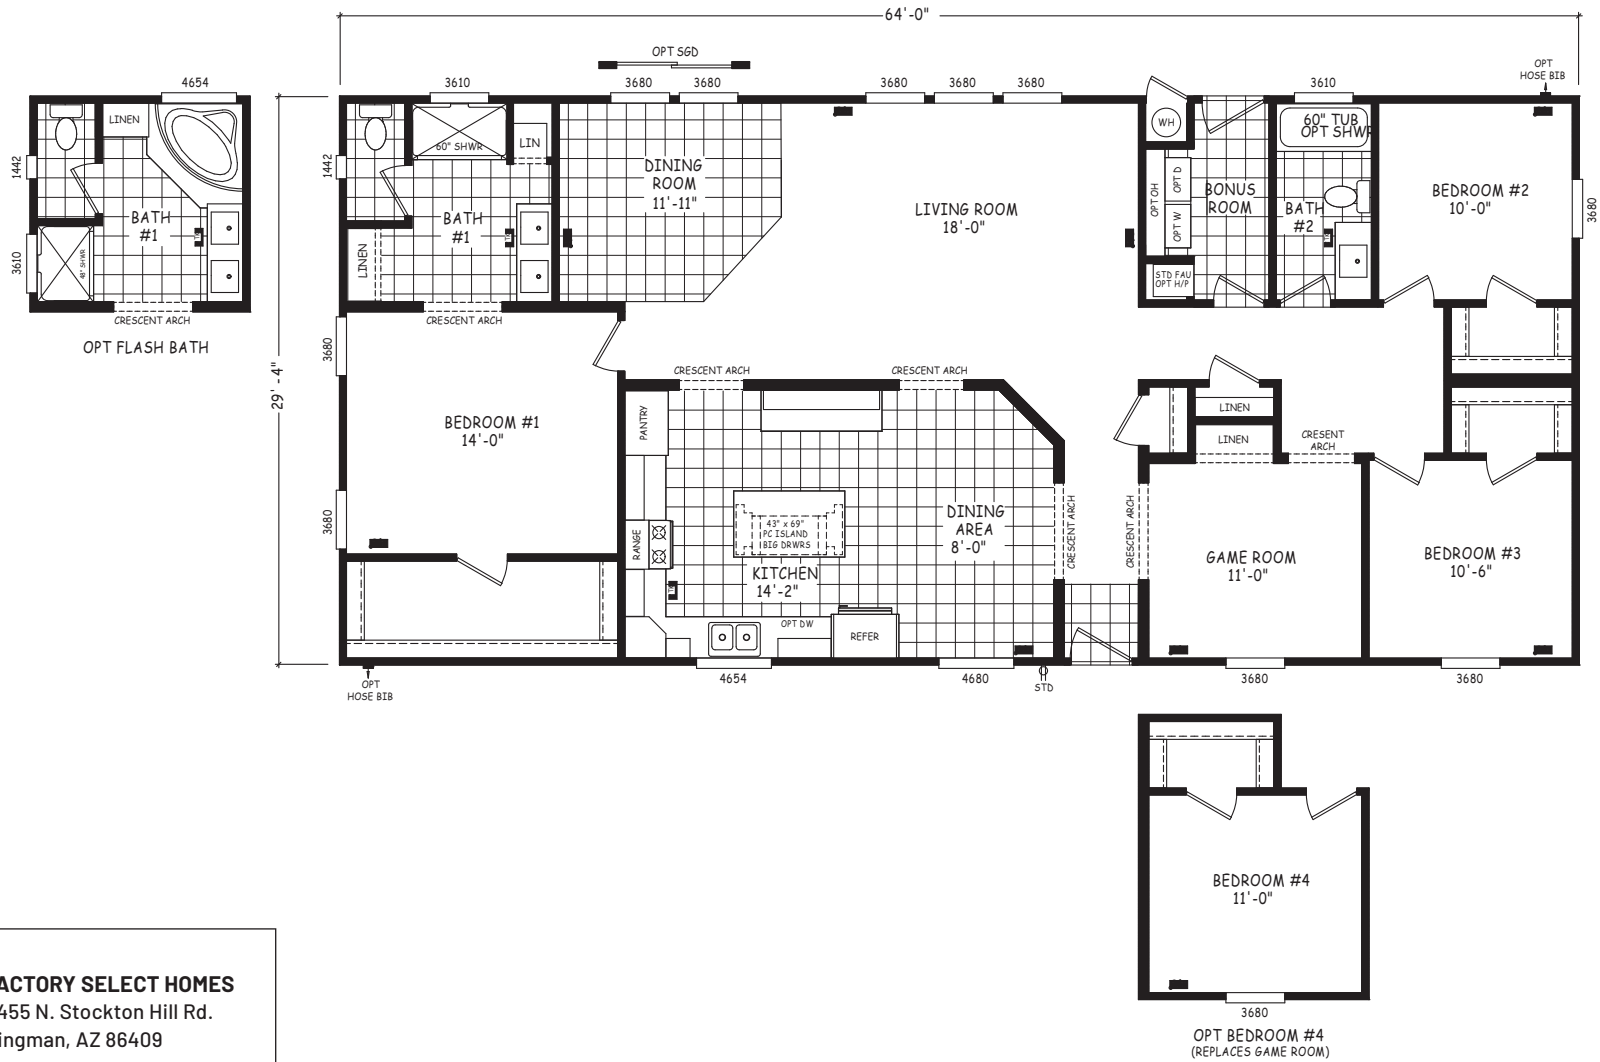 64'-0"
OPT SGD
4654
3610
3680
3680
3680
3680
3680
3610
OPT
HOSE BIB
LINEN
1442
3610
BATH
#1
48" SHWR
CRESCENT ARCH
OPT FLASH BATH
29'-4"
1442
60" SHWR
LIN
BATH
#1
LINEN
CRESCENT ARCH
DINING
ROOM
11'-11"
LIVING ROOM
18'-0"
WH
OPT OH
OPT D
OPT W
STD FAU
OPT H/P
BONUS
ROOM
60" TUB
OPT SHWR
BATH
#2
BEDROOM #2
10'-0"
3680
3680
3680
BEDROOM #1
14'-0"
CRESCENT ARCH
CRESCENT ARCH
PANTRY
RANGE
43" x 69"
PC ISLAND
BIG DRWRS
KITCHEN
14'-2"
DINING
AREA
8'-0"
OPT DW
REFER
CRESCENT ARCH
CRESCENT ARCH
LINEN
LINEN
CRESENT
ARCH
GAME ROOM
11'-0"
BEDROOM #3
10'-6"
OPT
HOSE BIB
4654
4680
STD
3680
3680
BEDROOM #4
11'-0"
3680
OPT BEDROOM #4
(REPLACES GAME ROOM)
ACTORY SELECT HOMES
455 N. Stockton Hill Rd.
ingman, AZ 86409